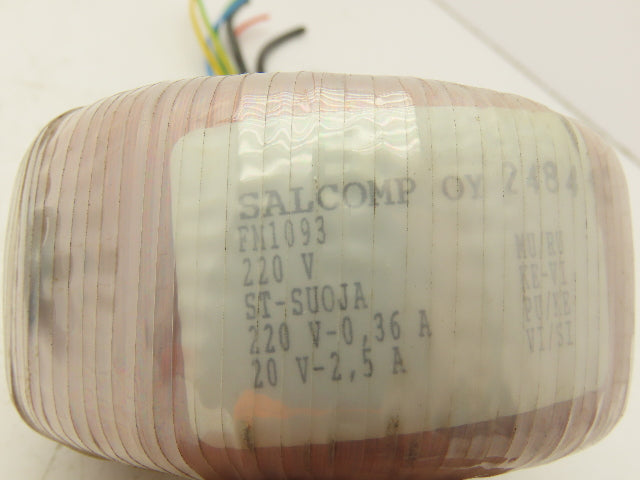 SALCOMP OY 2484
FM1093
220 V MU/RU
ST-SUOJA KE-VI
220 V-0,36 A PU/ME
20 V-2,5 A VI/SI